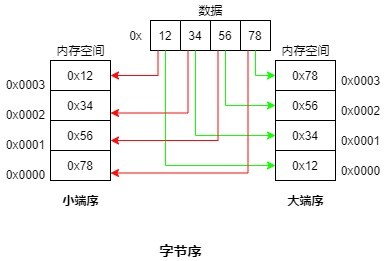 数据
0x 12 34 56 78
内存空间 内存空间
0x0003 0x12 0x78 0x0003
0x0002 0x34 0x56 0x0002
0x0001 0x56 0x34 0x0001
0x0000 0x78 0x12 0x0000
小端序 大端序
字节序